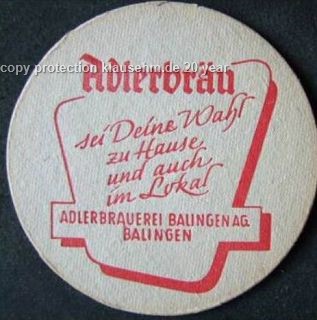 copy protection klausehm.de 20 year
Adlerbräu
sei Deine Wahl
zu Hause
und auch
im Lokal
ADLERBRAUEREI BALINGEN AG.
BALINGEN